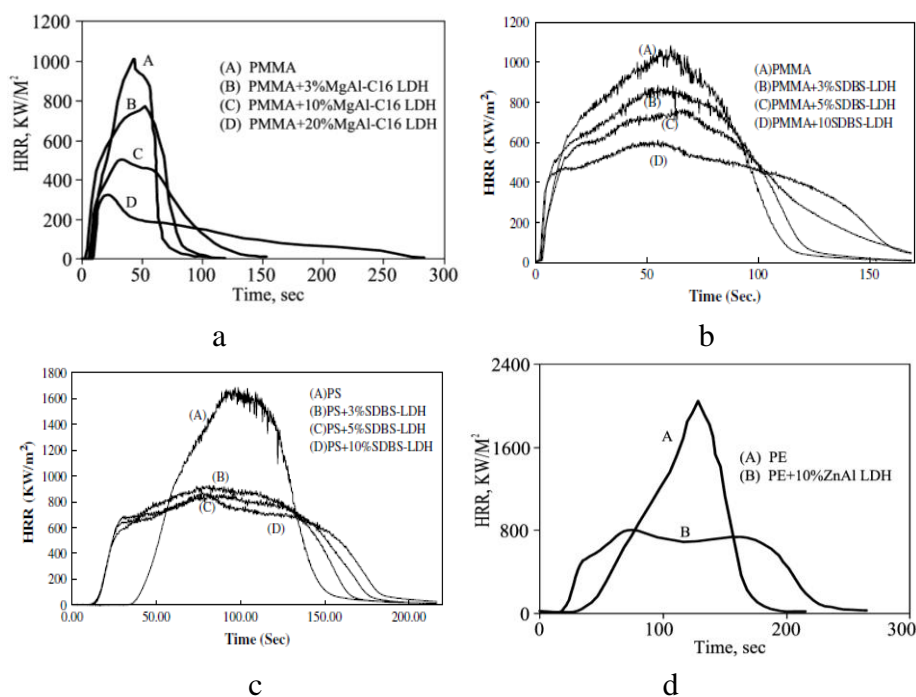 1200
1000
800
600
400
200
0
HRR, KW/M²
A
B
C
D
(A) PMMA
(B) PMMA+3%MgAl-C16 LDH
(C) PMMA+10%MgAl-C16 LDH
(D) PMMA+20%MgAl-C16 LDH
0 50 100 150 200 250 300
Time, sec
a
1200
1000
800
600
400
200
0
HRR (KW/m²)
(A)
(B)
(C)
(D)
(A)PMMA
(B)PMMA+3%SDBS-LDH
(C)PMMA+5%SDBS-LDH
(D)PMMA+10SDBS-LDH
0 50 100 150
Time (Sec.)
b
1800
1600
1400
1200
1000
800
600
400
200
0
HRR (KW/m²)
(A)
(B)
(C)
(D)
(A)PS
(B)PS+3%SDBS-LDH
(C)PS+5%SDBS-LDH
(D)PS+10%SDBS-LDH
0.00 50.00 100.00 150.00 200.00
Time (Sec)
c
2400
1600
800
0
HRR, KW/M²
A
B
(A) PE
(B) PE+10%ZnAl LDH
0 100 200 300
Time, sec
d